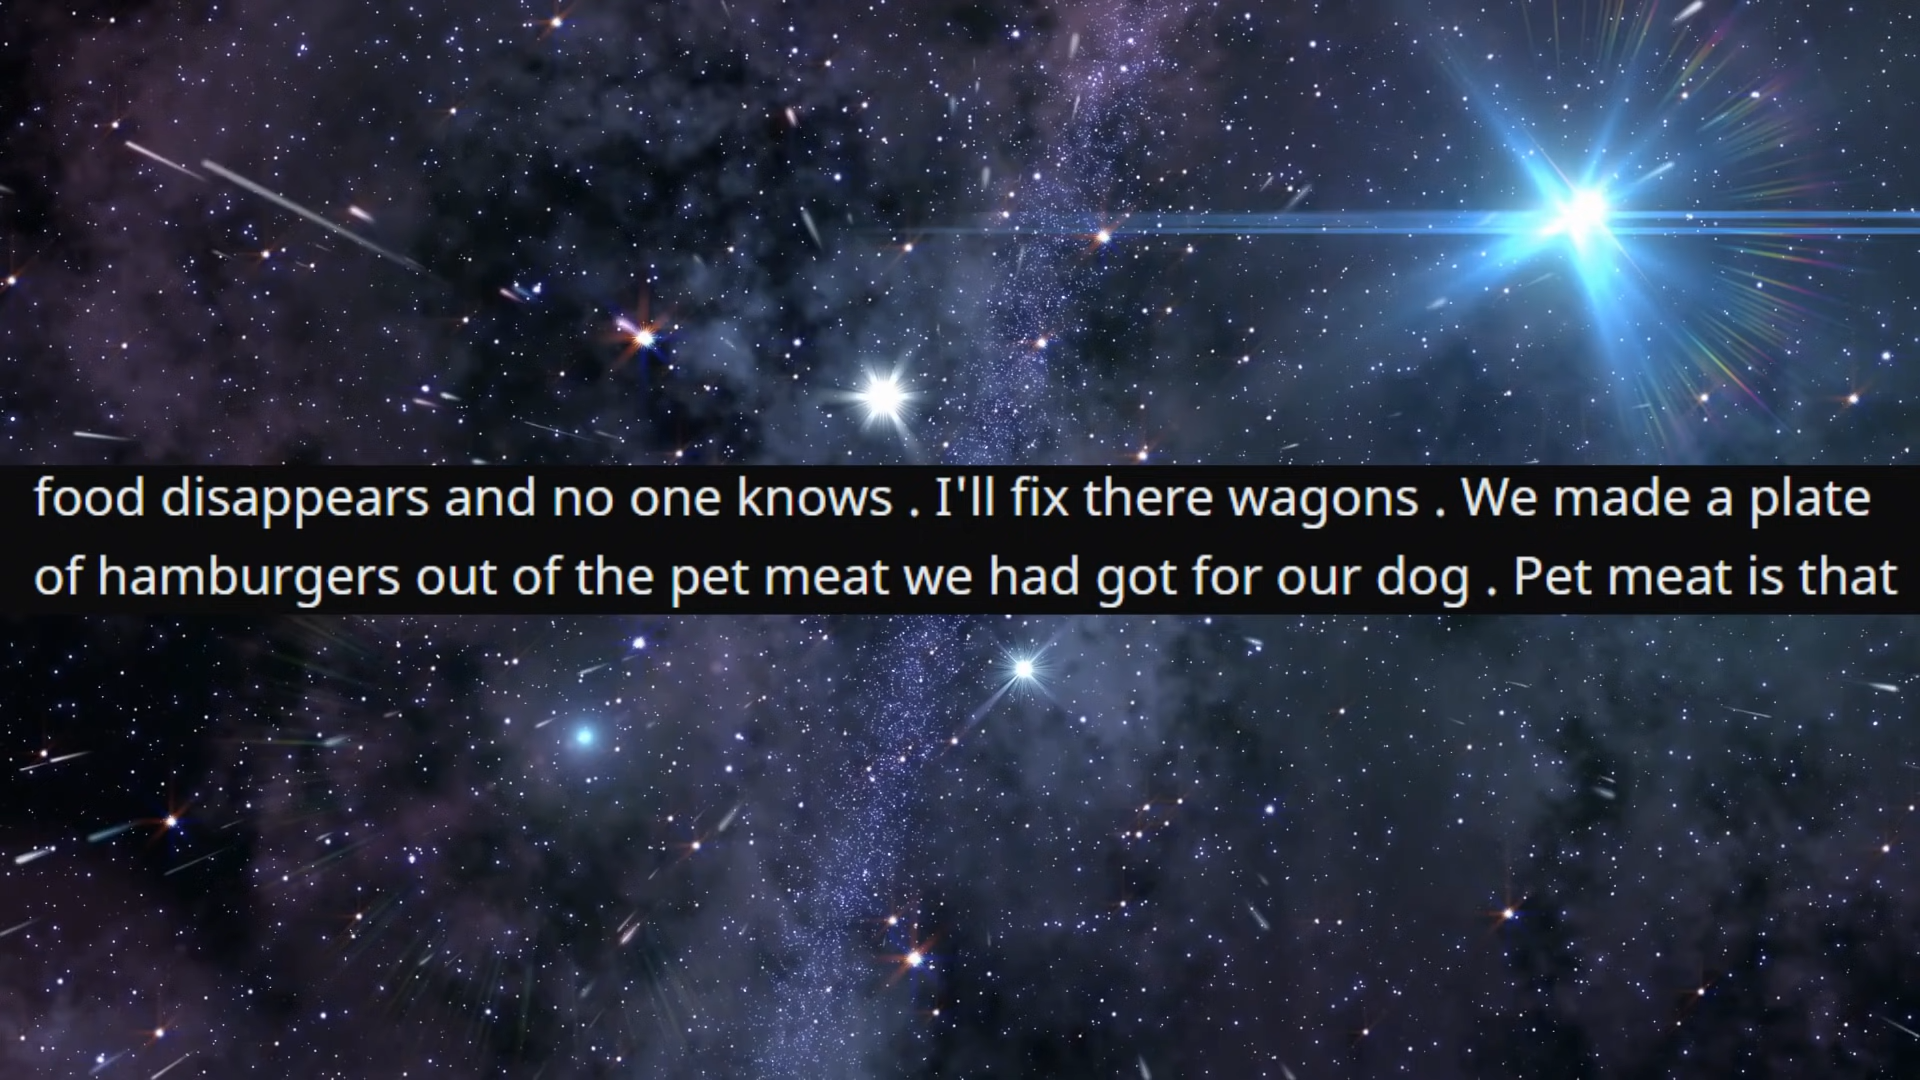 food disappears and no one knows . I'll fix there wagons . We made a plate
of hamburgers out of the pet meat we had got for our dog . Pet meat is that